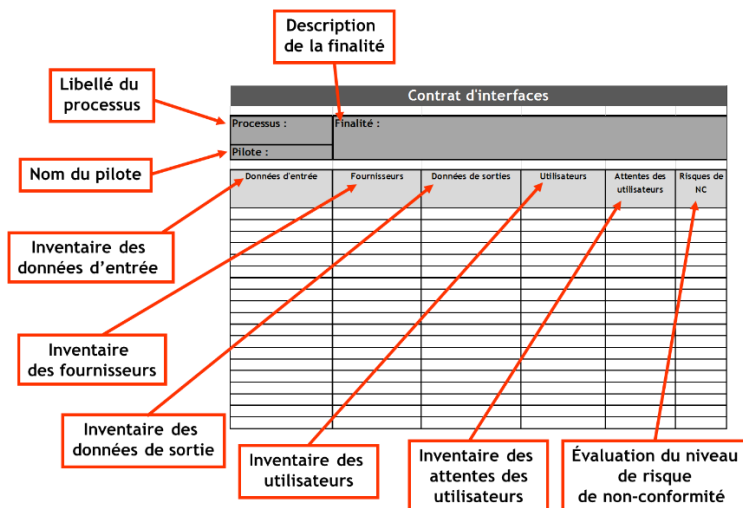 Description
de la finalité
Libellé du
processus
Contrat d'interfaces
Processus :
Finalité :
Pilote :
Nom du pilote
Données d'entrée
Fournisseurs
Données de sorties
Utilisateurs
Attentes des
utilisateurs
Risques de
NC
Inventaire des
données d'entrée
Inventaire
des fournisseurs
Inventaire des
données de sortie
Inventaire des
utilisateurs
Inventaire des
attentes des
utilisateurs
Évaluation du niveau
de risque
de non-conformité